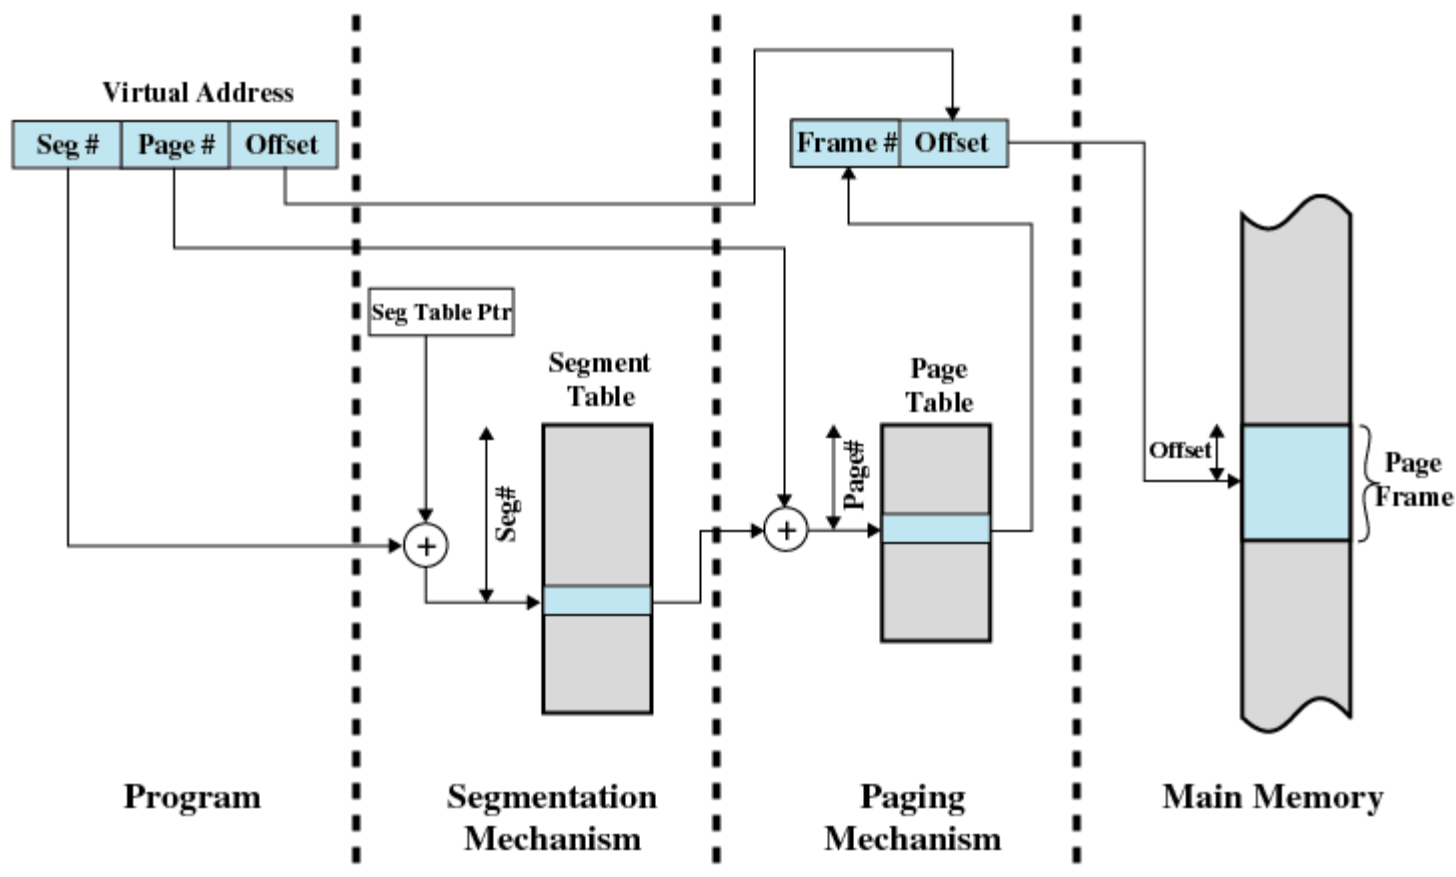 Virtual Address
Seg # Page # Offset
Frame # Offset
Seg Table Ptr
Segment
Table
Seg#
Page
Table
Page#
Offset
Page
Frame
Program
Segmentation
Mechanism
Paging
Mechanism
Main Memory